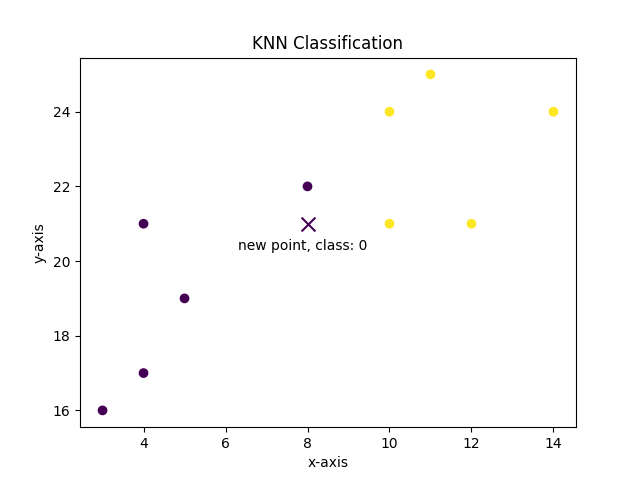 KNN Classification
24
22
20
18
16
y-axis
new point, class: 0
4
6
8
10
12
14
x-axis